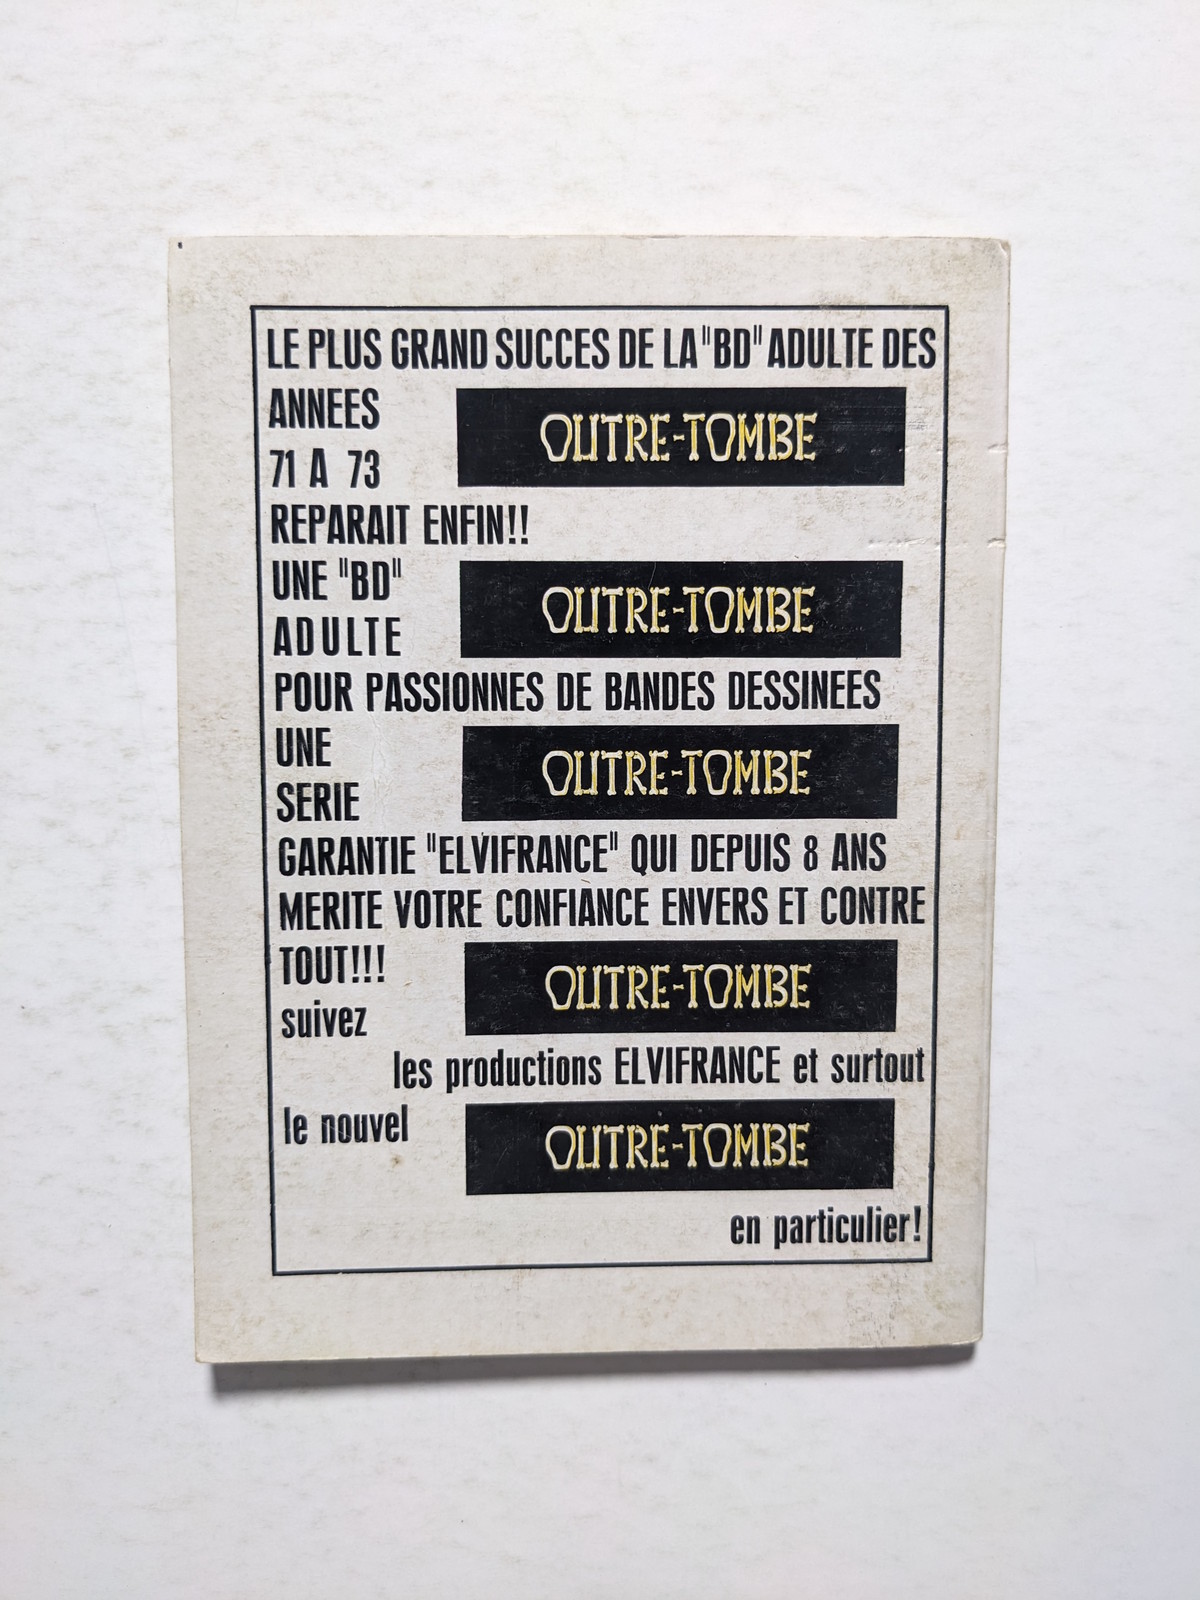 LE PLUS GRAND SUCCES DE LA "BD" ADULTE DES
ANNEES
OUTRE-TOMBE
71 A 73
REPARAIT ENFIN!!
UNE "BD"
OUTRE-TOMBE
ADULTE
POUR PASSIONNES DE BANDES DESSINEES
UNE
OUTRE-TOMBE
SERIE
GARANTIE "ELVIFRANCE" QUI DEPUIS 8 ANS
MERITE VOTRE CONFIANCE ENVERS ET CONTRE
TOUT!!!
OUTRE-TOMBE
suivez
les productions ELVIFRANCE et surtout
le nouvel
OUTRE-TOMBE
en particulier!